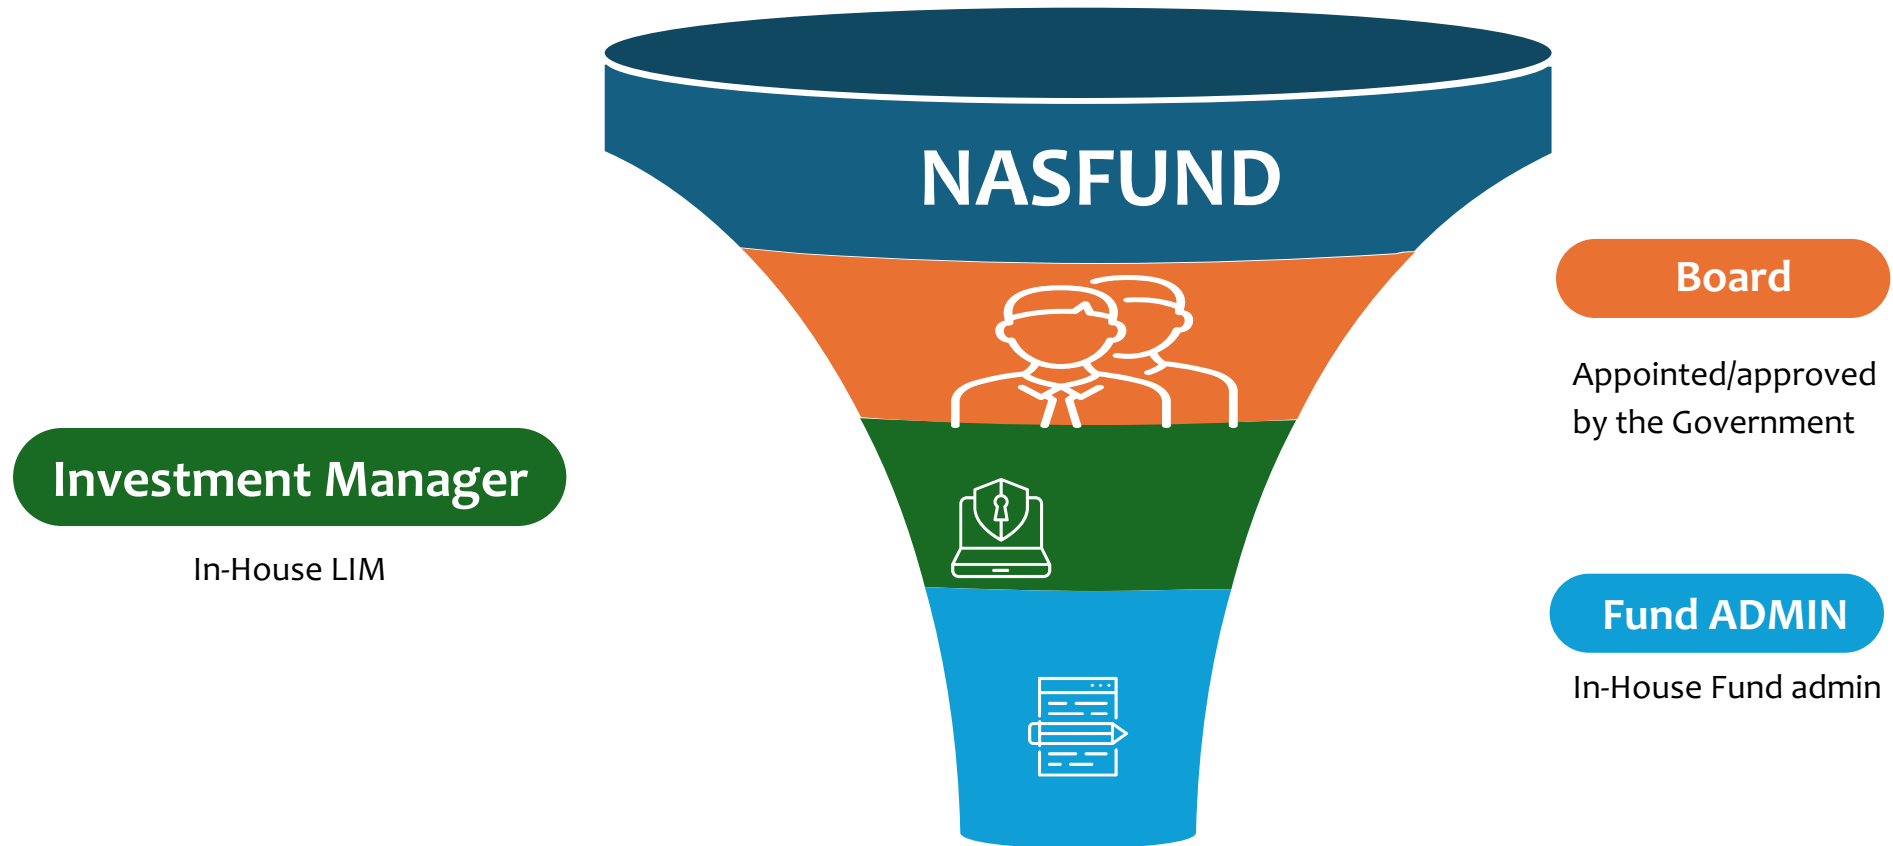 NASFUND
Board
Appointed/approved
by the Government
Investment Manager
In-House LIM
Fund ADMIN
In-House Fund admin